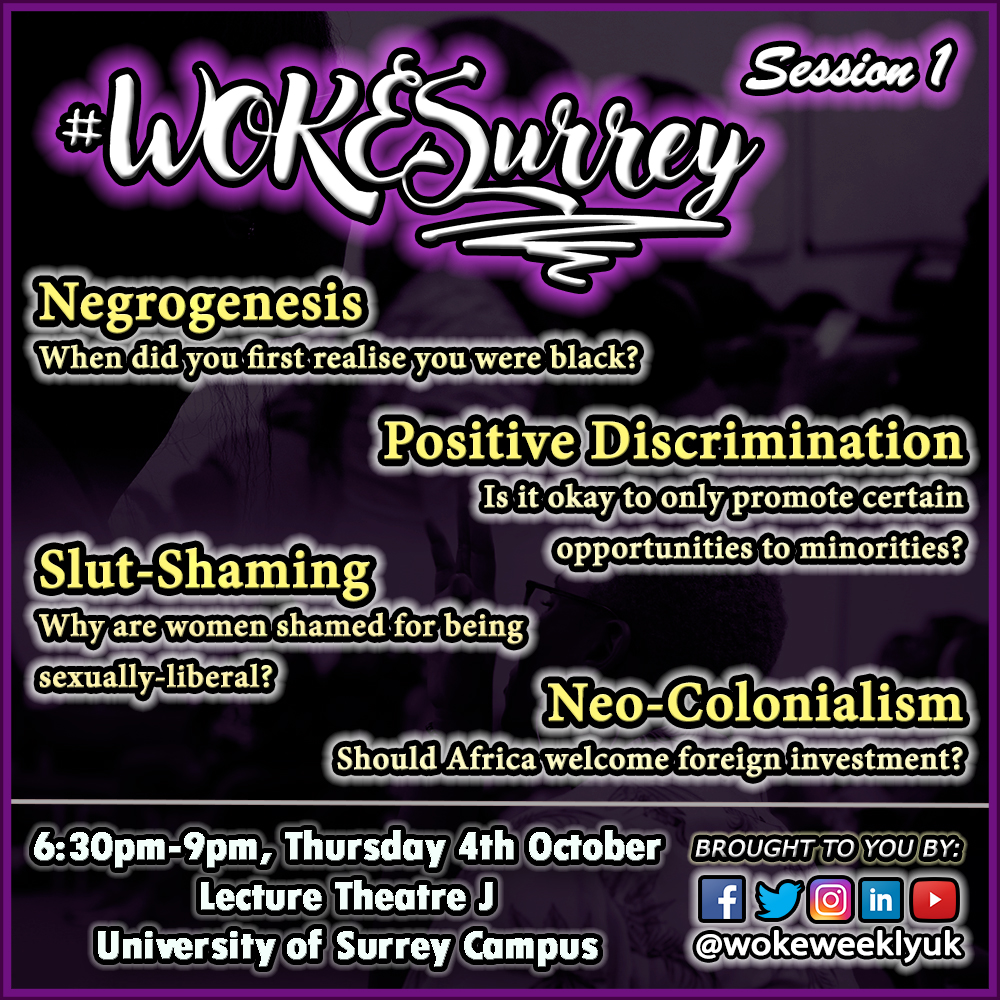 Session 1
#WOKESurrey
Negrogenesis
When did you first realise you were black?
Positive Discrimination
Is it okay to only promote certain
opportunities to minorities?
Slut-Shaming
Why are women shamed for being
sexually-liberal?
Neo-Colonialism
Should Africa welcome foreign investment?
6:30pm-9pm, Thursday 4th October
Lecture Theatre J
University of Surrey Campus
BROUGHT TO YOU BY:
@wokeweeklyuk